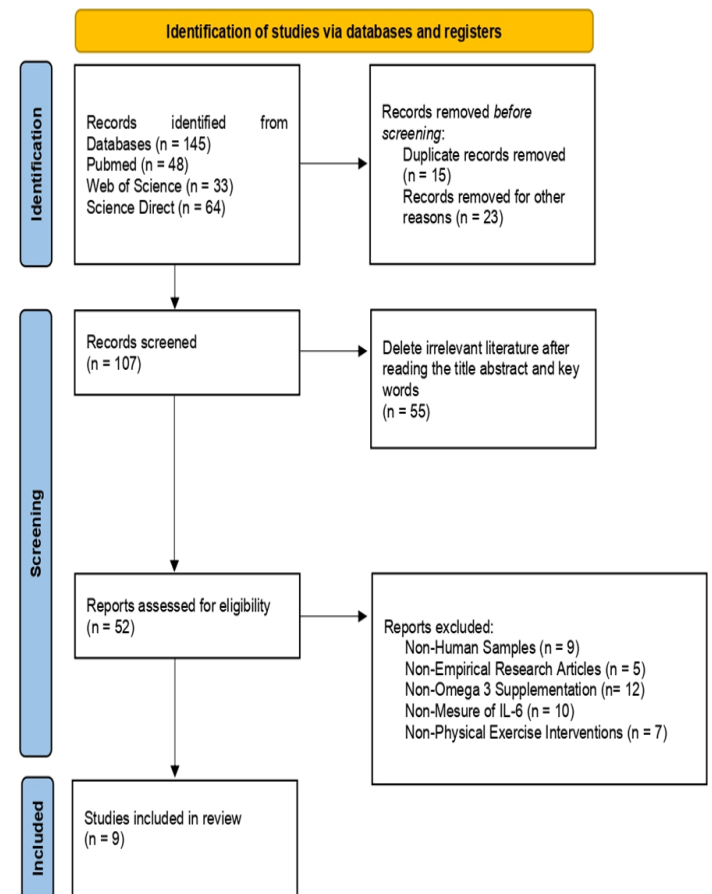 Identification of studies via databases and registers
Identification
Records identified from
Databases (n = 145)
Pubmed (n = 48)
Web of Science (n = 33)
Science Direct (n = 64)
Records removed before
screening:
Duplicate records removed
(n = 15)
Records removed for other
reasons (n = 23)
Screening
Records screened
(n = 107)
Delete irrelevant literature after
reading the title abstract and key
words
(n = 55)
Reports assessed for eligibility
(n = 52)
Reports excluded:
Non-Human Samples (n = 9)
Non-Empirical Research Articles (n = 5)
Non-Omega 3 Supplementation (n= 12)
Non-Mesure of IL-6 (n = 10)
Non-Physical Exercise Interventions (n = 7)
Included
Studies included in review
(n = 9)